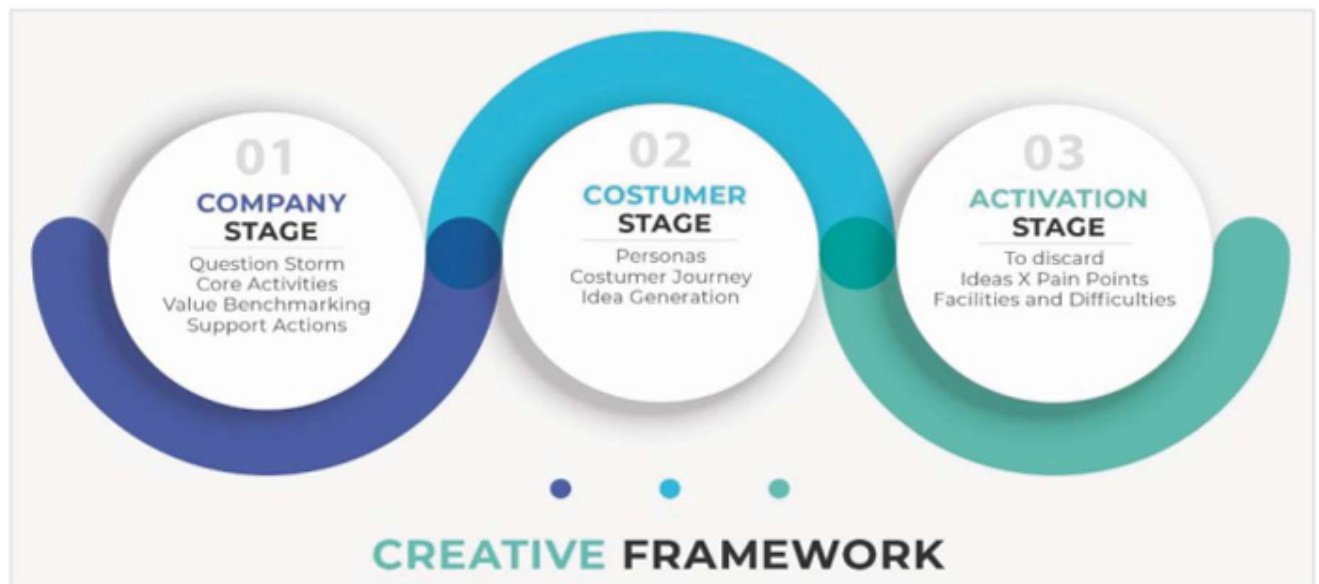 01
COMPANY
STAGE
Question Storm
Core Activities
Value Benchmarking
Support Actions
02
COSTUMER
STAGE
Personas
Costumer Journey
Idea Generation
03
ACTIVATION
STAGE
To discard
Ideas X Pain Points
Facilities and Difficulties
CREATIVE FRAMEWORK